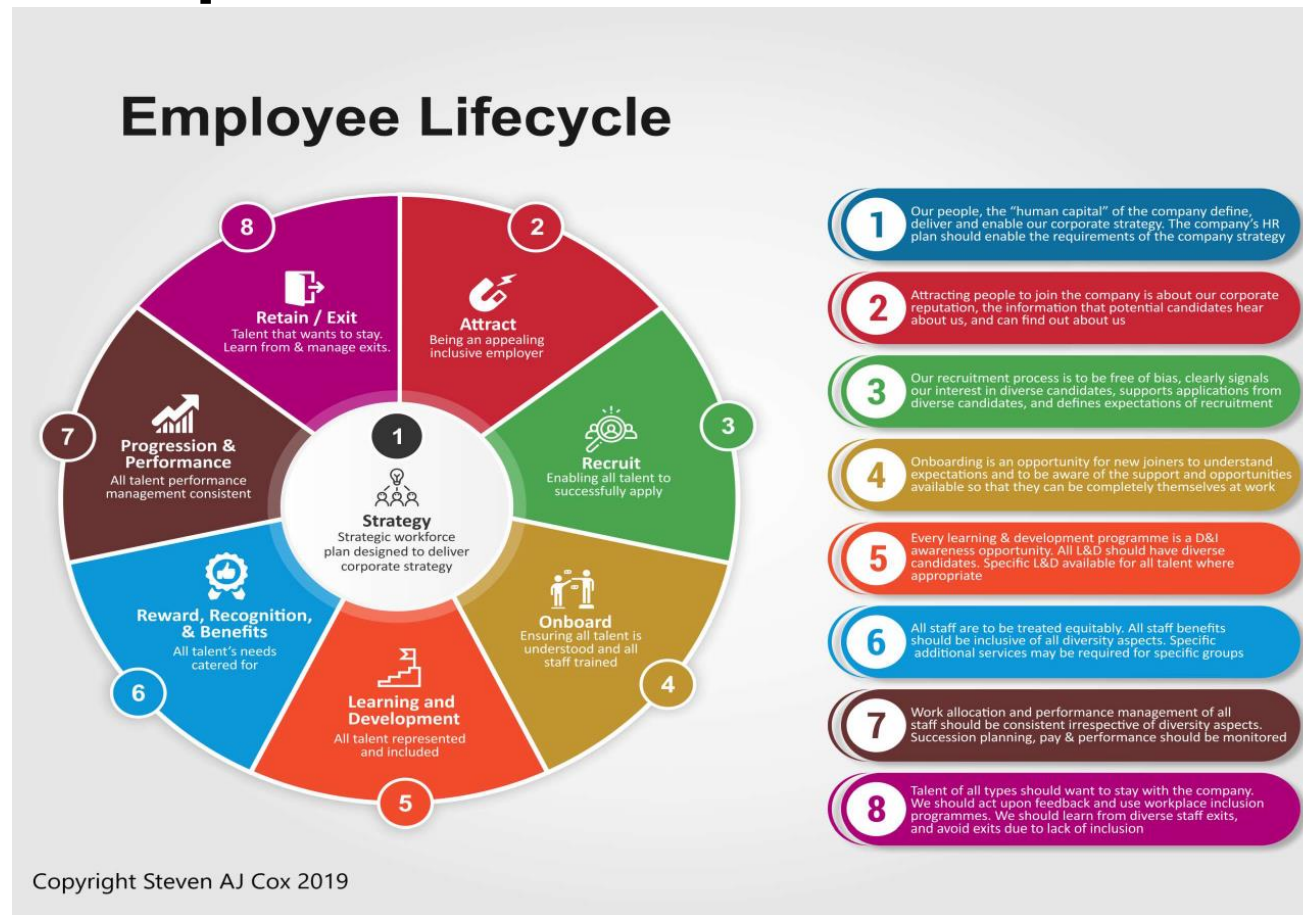 Employee Lifecycle
8
Retain / Exit
Talent that wants to stay.
Learn from & manage exits.
2
Attract
Being an appealing
inclusive employer
3
Recruit
Enabling all talent to
successfully apply
7
Progression &
Performance
All talent performance
management consistent
1
Strategy
Strategic workforce
plan designed to deliver
corporate strategy
Onboard
Ensuring all talent is
understood and all
staff trained
4
Reward, Recognition,
& Benefits
All talent's needs
catered for
6
Learning and
Development
All talent represented
and included
5
1
Our people, the “human capital” of the company define,
deliver and enable our corporate strategy. The company's HR
plan should enable the requirements of the company strategy
2
Attracting people to join the company is about our corporate
reputation, the information that potential candidates hear
about us, and can find out about us
3
Our recruitment process is to be free of bias, clearly signals
our interest in diverse candidates, supports applications from
diverse candidates, and defines expectations of recruitment
4
Onboarding is an opportunity for new joiners to understand
expectations and to be aware of the support and opportunities
available so that they can be completely themselves at work
5
Every learning & development programme is a D&I
awareness opportunity. All L&D should have diverse
candidates. Specific L&D available for all talent where
appropriate
6
All staff are to be treated equitably. All staff benefits
should be inclusive of all diversity aspects. Specific
additional services may be required for specific groups
7
Work allocation and performance management of all
staff should be consistent irrespective of diversity aspects.
Succession planning, pay & performance should be monitored
8
Talent of all types should want to stay with the company.
We should act upon feedback and use workplace inclusion
programmes. We should learn from diverse staff exits,
and avoid exits due to lack of inclusion
Copyright Steven AJ Cox 2019